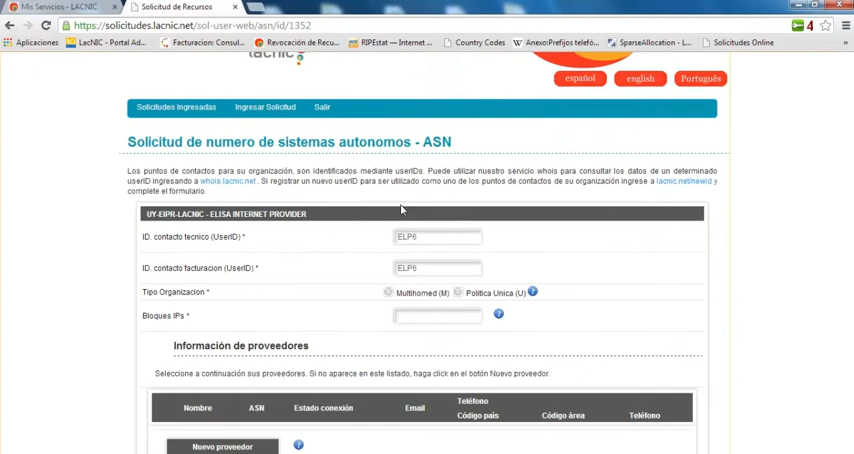 Mis Servicios - LACNIC
Solicitud de Recursos
https://solicitudes.lacnic.net/sol-user-web/asn/id/1352
4
Aplicaciones
LacNIC - Portal Ad...
Facturacion: Consul...
Revocación de Recu...
RIPEstat — Internet ...
Country Codes
Anexo:Prefijos telefó...
SparseAllocation - L...
Solicitudes Online
»
lacnic
español
english
Português
Solicitudes Ingresadas
Ingresar Solicitud
Salir
Solicitud de numero de sistemas autonomos - ASN
Los puntos de contactos para su organización, son identificados mediante userIDs. Puede utilizar nuestro servicio whois para consultar los datos de un determinado
userID ingresando a whois.lacnic.net . Si registrar un nuevo userID para ser utilizado como uno de los puntos de contactos de su organización ingrese a lacnic.net/newid y
complete el formulario.
UY-EIPR-LACNIC - ELISA INTERNET PROVIDER
ID. contacto tecnico (UserID) *
ELP6
ID. contacto facturacion (UserID) *
ELP6
Tipo Organizacion *
Multihomed (M)
Politica Unica (U)
?
Bloques IPs *
?
Información de proveedores
Seleccione a continuación sus proveedores. Si no aparece en este listado, haga click en el botón Nuevo proveedor.
Nombre
ASN
Estado conexión
Email
Teléfono
Código país
Código área
Teléfono
Nuevo proveedor
?